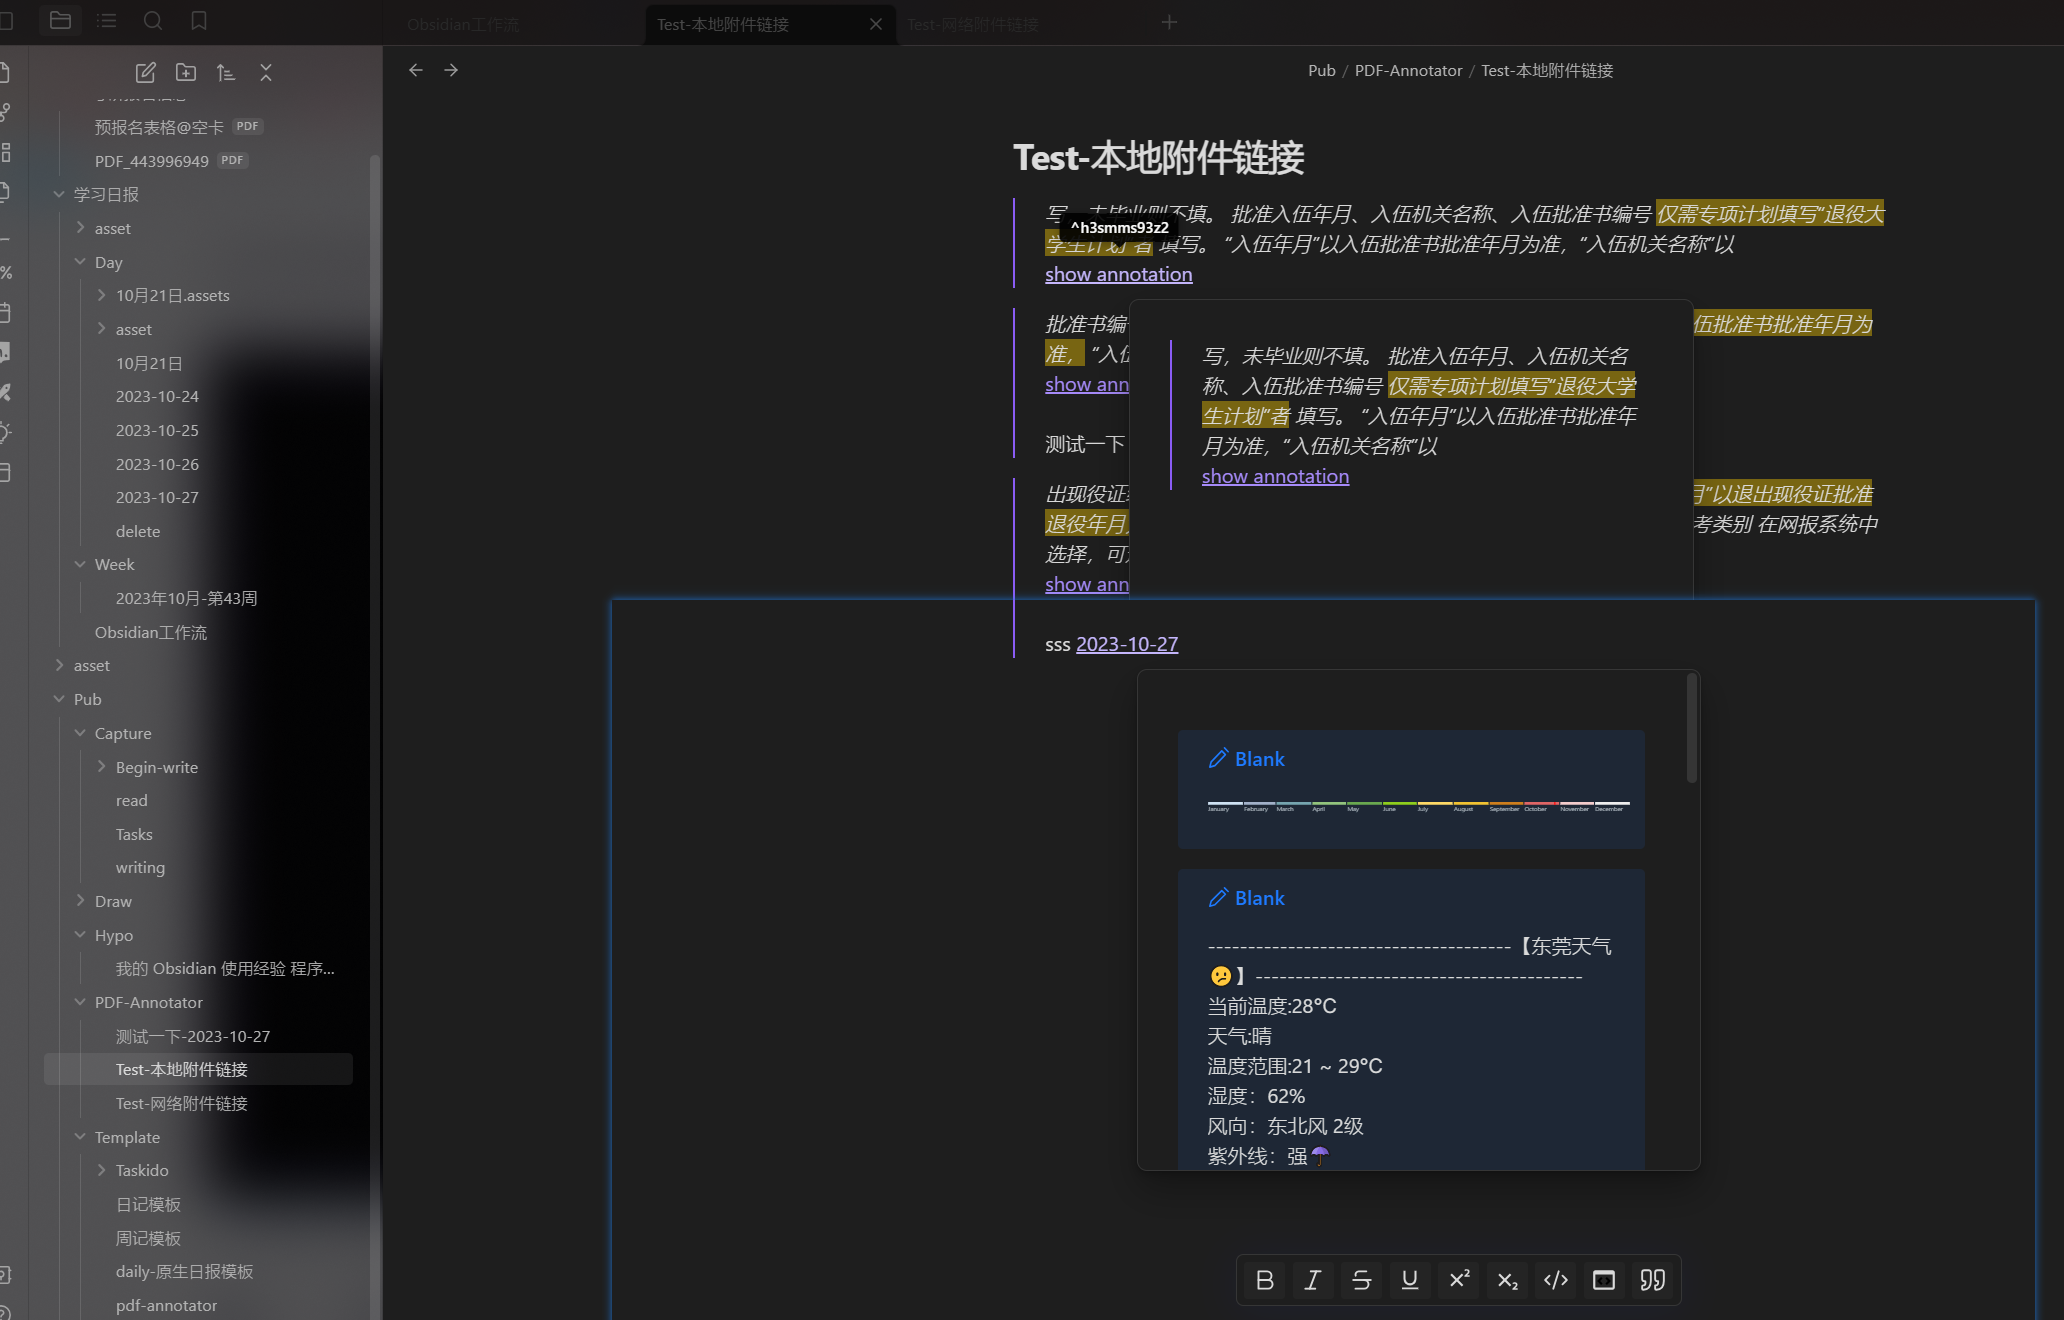 Obsidian工作流
Test-本地附件链接
Test-网络附件链接
Pub / PDF-Annotator / Test-本地附件链接
预报名表格@空卡 PDF
PDF_443996949 PDF
学习日报
asset
Day
10月21日.assets
asset
10月21日
2023-10-24
2023-10-25
2023-10-26
2023-10-27
delete
Week
2023年10月-第43周
Obsidian工作流
asset
Pub
Capture
Begin-write
read
Tasks
writing
Draw
Hypo
我的 Obsidian 使用经验 程序...
PDF-Annotator
测试一下-2023-10-27
Test-本地附件链接
Test-网络附件链接
Template
Taskido
日记模板
周记模板
daily-原生日报模板
pdf-annotator
Test-本地附件链接
写，未毕业则不填。 批准入伍年月、入伍机关名称、入伍批准书编号 仅需专项计划填写“退役大
^h3smms93z2
学生计划”者 填写。 “入伍年月”以入伍批准书批准年月为准，“入伍机关名称”以
show annotation
批准书编 伍批准书批准年月为
准， “入伍
show ann
测试一下
出现役证 月”以退出现役证批准
退役年月 考类别 在网报系统中
选择，可
show ann
写，未毕业则不填。 批准入伍年月、入伍机关名
称、入伍批准书编号 仅需专项计划填写“退役大学
生计划”者 填写。 “入伍年月”以入伍批准书批准年
月为准，“入伍机关名称”以
show annotation
sss 2023-10-27
Blank
January February March April May June July August September October November December
Blank
--------------------------------------【东莞天气
😕】-----------------------------------------
当前温度:28℃
天气:晴
温度范围:21 ~ 29℃
湿度：62%
风向：东北风 2级
紫外线：强☂
B I S U X² X₂ </>